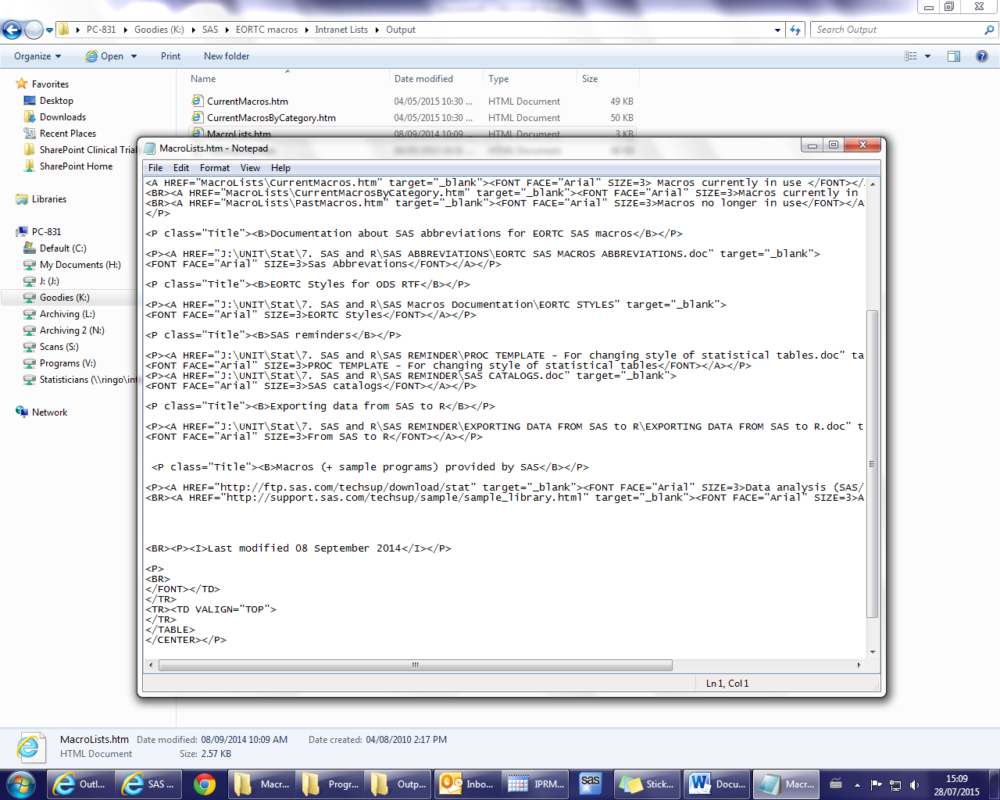 PC-831 Goodies (K:) SAS EORTC macros Intranet Lists Output
Search Output
Organize Open Print New folder
Name Date modified Type Size
CurrentMacros.htm 04/05/2015 10:30 ... HTML Document 49 KB
CurrentMacrosByCategory.htm 04/05/2015 10:30 ... HTML Document 50 KB
MacroLists.htm 08/09/2014 10:09 ... HTML Document 3 KB
Favorites
Desktop
Downloads
Recent Places
SharePoint Clinical Trial
SharePoint Home
Libraries
PC-831
Default (C:)
My Documents (H:)
J: (J:)
Goodies (K:)
Archiving (L:)
Archiving 2 (N:)
Scans (S:)
Programs (V:)
Statisticians (\\ringo\int
Network
MacroLists.htm - Notepad
File Edit Format View Help
<A HREF="MacroLists\CurrentMacros.htm" target="_blank"><FONT FACE="Arial" SIZE=3> Macros currently in use </FONT></
<BR><A HREF="MacroLists\CurrentMacrosByCategory.htm" target="_blank"><FONT FACE="Arial" SIZE=3>Macros currently in
<BR><A HREF="MacroLists\PastMacros.htm" target="_blank"><FONT FACE="Arial" SIZE=3>Macros no longer in use</FONT></A
</P>
<P class="Title"><B>Documentation about SAS abbreviations for EORTC SAS macros</B></P>
<P><A HREF="J:\UNIT\Stat\7. SAS and R\SAS ABBREVIATIONS\EORTC SAS MACROS ABBREVIATIONS.doc" target="_blank">
<FONT FACE="Arial" SIZE=3>Sas Abbrevations</FONT></A></P>
<P class="Title"><B>EORTC Styles for ODS RTF</B></P>
<P><A HREF="J:\UNIT\Stat\7. SAS and R\SAS Macros Documentation\EORTC STYLES" target="_blank">
<FONT FACE="Arial" SIZE=3>EORTC Styles</FONT></A></P>
<P class="Title"><B>SAS reminders</B></P>
<P><A HREF="J:\UNIT\Stat\7. SAS and R\SAS REMINDER\PROC TEMPLATE - For changing style of statistical tables.doc" ta
<FONT FACE="Arial" SIZE=3>PROC TEMPLATE - For changing style of statistical tables</FONT></A></P>
<P><A HREF="J:\UNIT\Stat\7. SAS and R\SAS REMINDER\SAS CATALOGS.doc" target="_blank">
<FONT FACE="Arial" SIZE=3>SAS catalogs</FONT></A></P>
<P class="Title"><B>Exporting data from SAS to R</B></P>
<P><A HREF="J:\UNIT\Stat\7. SAS and R\SAS REMINDER\EXPORTING DATA FROM SAS to R\EXPORTING DATA FROM SAS to R.doc" t
<FONT FACE="Arial" SIZE=3>From SAS to R</FONT></A></P>
<P class="Title"><B>Macros (+ sample programs) provided by SAS</B></P>
<P><A HREF="http://ftp.sas.com/techsup/download/stat" target="_blank"><FONT FACE="Arial" SIZE=3>Data analysis (SAS/
<BR><A HREF="http://support.sas.com/techsup/sample/sample_library.html" target="_blank"><FONT FACE="Arial" SIZE=3>A
<BR><P><I>Last modified 08 September 2014</I></P>
<P>
<BR>
</FONT></TD>
</TR>
<TR><TD VALIGN="TOP">
</TR>
</TABLE>
</CENTER></P>
Ln 1, Col 1
MacroLists.htm Date modified: 08/09/2014 10:09 AM Date created: 04/08/2010 2:17 PM
HTML Document Size: 2.57 KB
Outl... SAS ... Macr... Progr... Outp... Inbo... IPRM... sas Stick... Docu... Macr... 15:09
28/07/2015